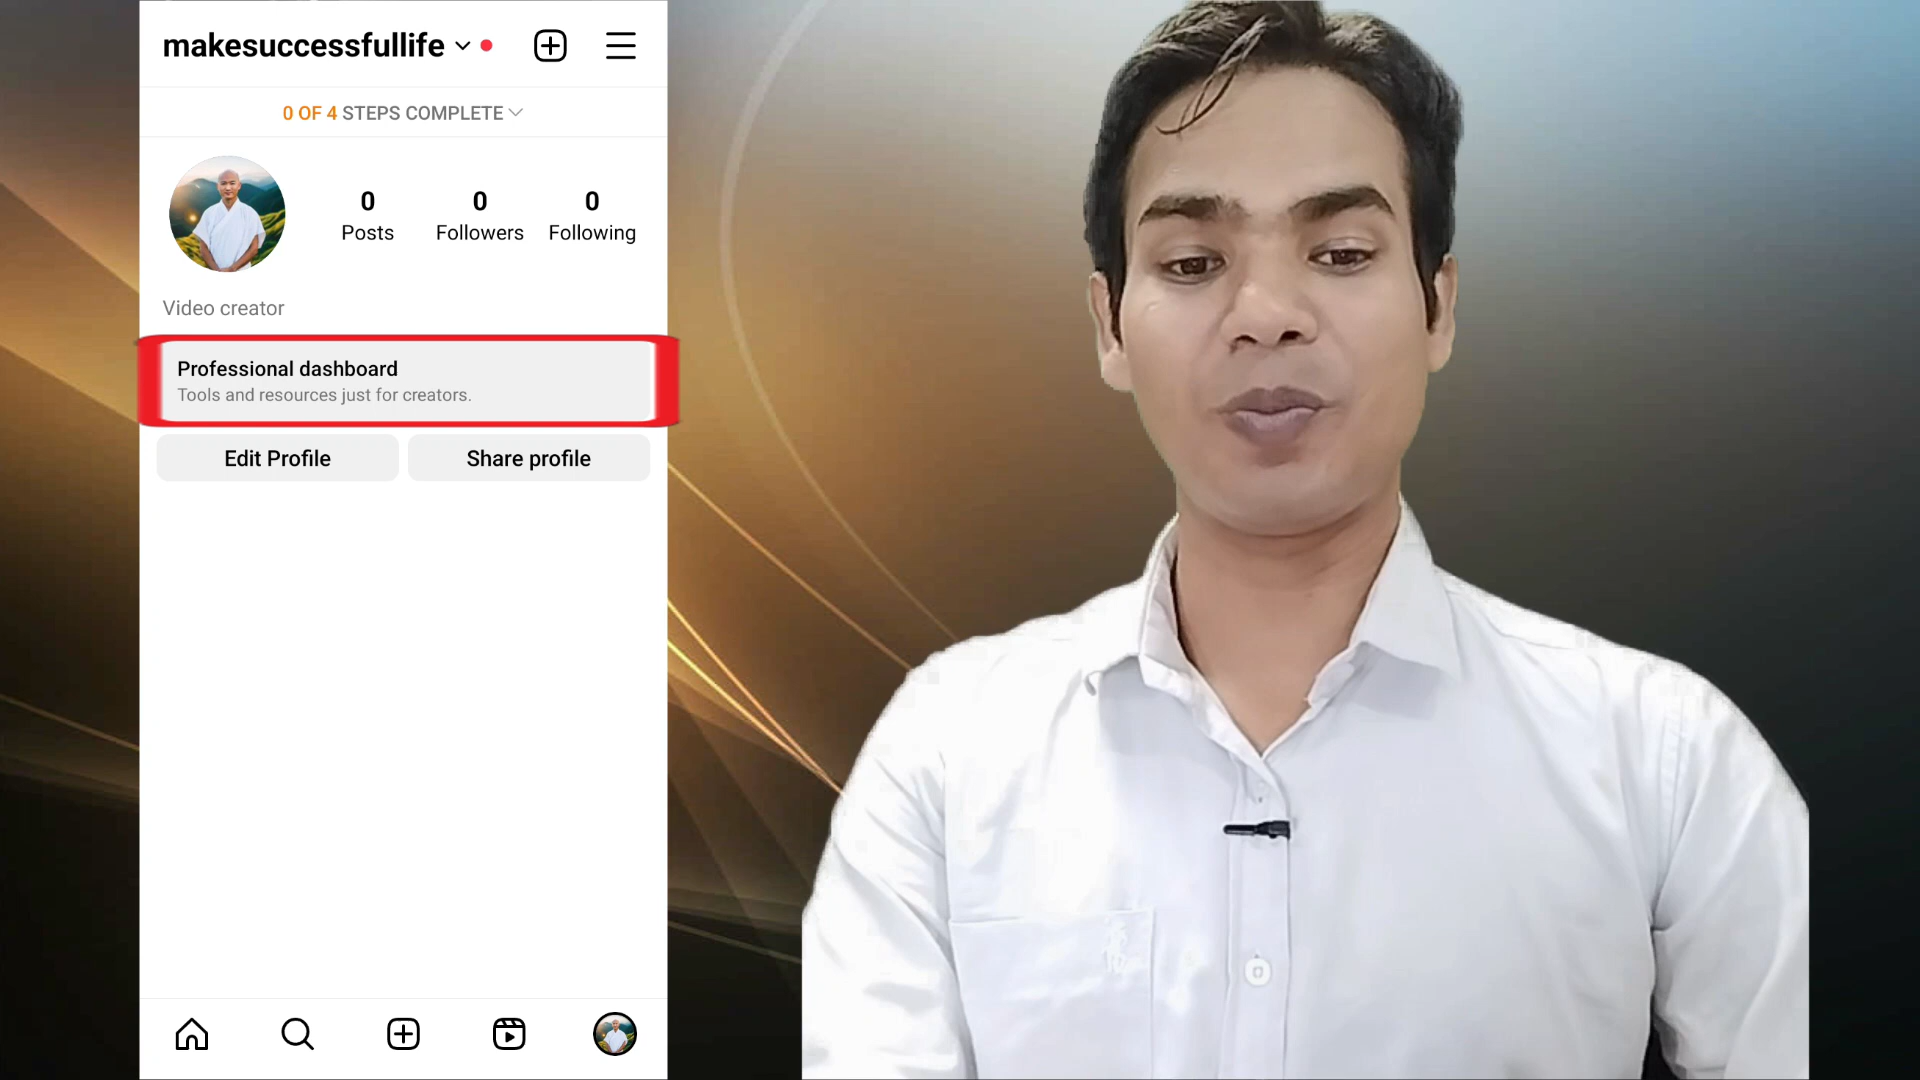 makesuccessfullife
0 OF 4 STEPS COMPLETE
0 0 0
Posts Followers Following
Video creator
Professional dashboard
Tools and resources just for creators.
Edit Profile Share profile